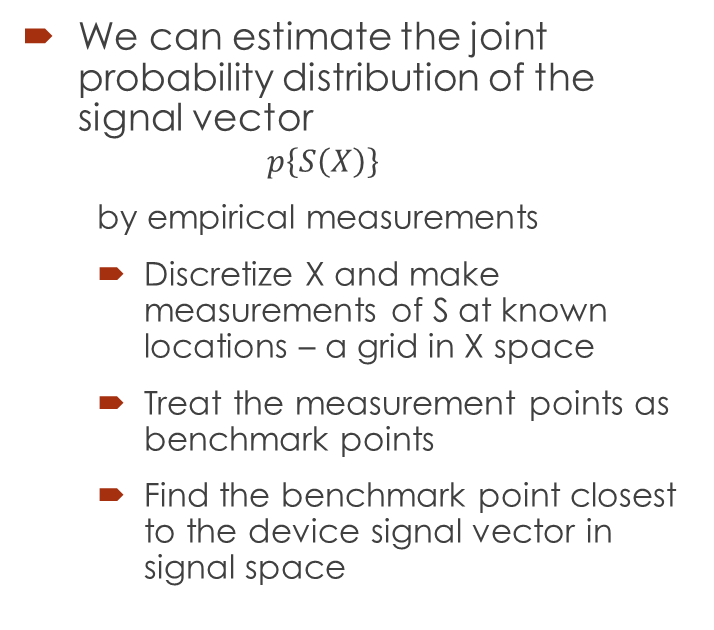 We can estimate the joint
probability distribution of the
signal vector
p{S(X)}
by empirical measurements
Discretize X and make
measurements of S at known
locations – a grid in X space
Treat the measurement points as
benchmark points
Find the benchmark point closest
to the device signal vector in
signal space